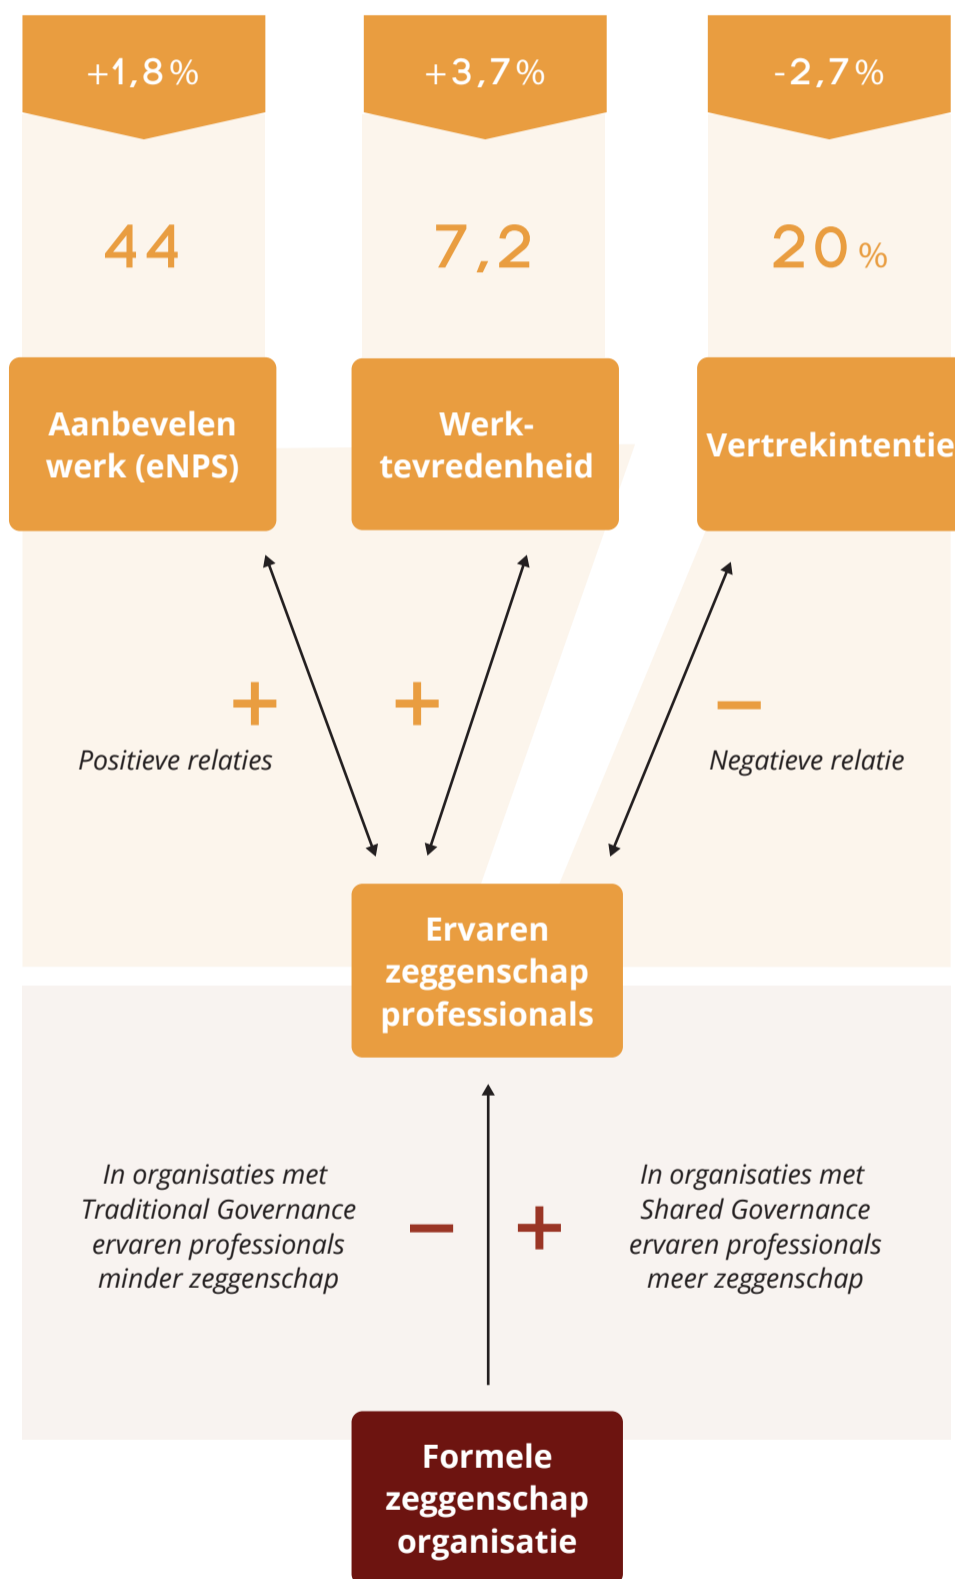 +1,8%
+3,7%
-2,7%
44
7,2
20 %
Aanbevelen
werk (eNPS)
Werk-
tevredenheid
Vertrekintentie
+
+
–
Positieve relaties
Negatieve relatie
Ervaren
zeggenschap
professionals
In organisaties met
Traditional Governance
ervaren professionals
minder zeggenschap
–
+
In organisaties met
Shared Governance
ervaren professionals
meer zeggenschap
Formele
zeggenschap
organisatie